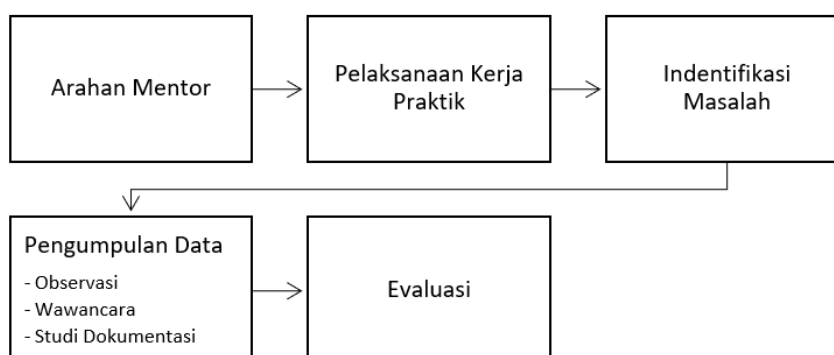 Arahan Mentor
Pelaksanaan Kerja
Praktik
Indentifikasi
Masalah
Pengumpulan Data
- Observasi
- Wawancara
- Studi Dokumentasi
Evaluasi